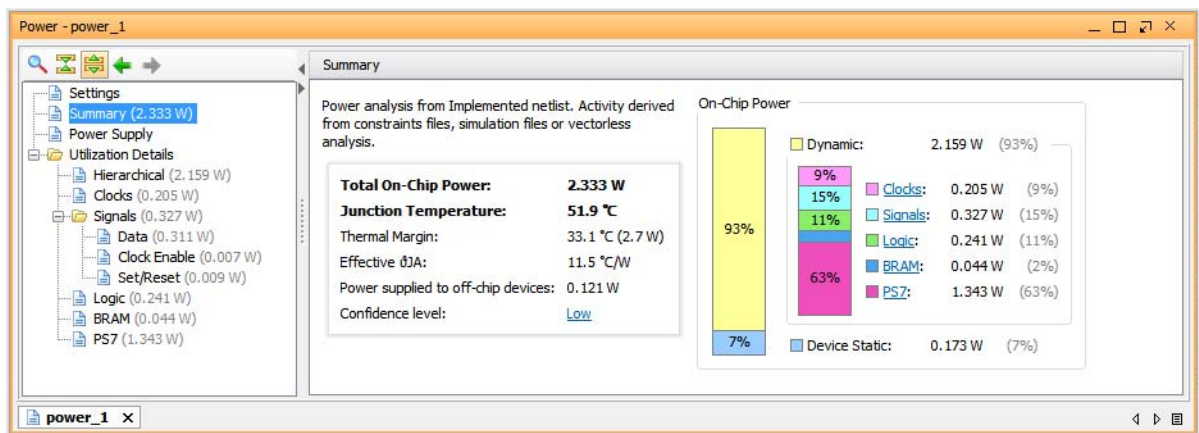 Power - power_1
Summary
Settings
Summary (2.333 W)
Power Supply
Utilization Details
Hierarchical (2.159 W)
Clocks (0.205 W)
Signals (0.327 W)
Data (0.311 W)
Clock Enable (0.007 W)
Set/Reset (0.009 W)
Logic (0.241 W)
BRAM (0.044 W)
PS7 (1.343 W)
Power analysis from Implemented netlist. Activity derived
from constraints files, simulation files or vectorless
analysis.
Total On-Chip Power: 2.333 W
Junction Temperature: 51.9 °C
Thermal Margin: 33.1 °C (2.7 W)
Effective ϑJA: 11.5 °C/W
Power supplied to off-chip devices: 0.121 W
Confidence level: Low
On-Chip Power
93%
7%
Dynamic: 2.159 W (93%)
9%
15%
11%
63%
Clocks: 0.205 W (9%)
Signals: 0.327 W (15%)
Logic: 0.241 W (11%)
BRAM: 0.044 W (2%)
PS7: 1.343 W (63%)
Device Static: 0.173 W (7%)
power_1